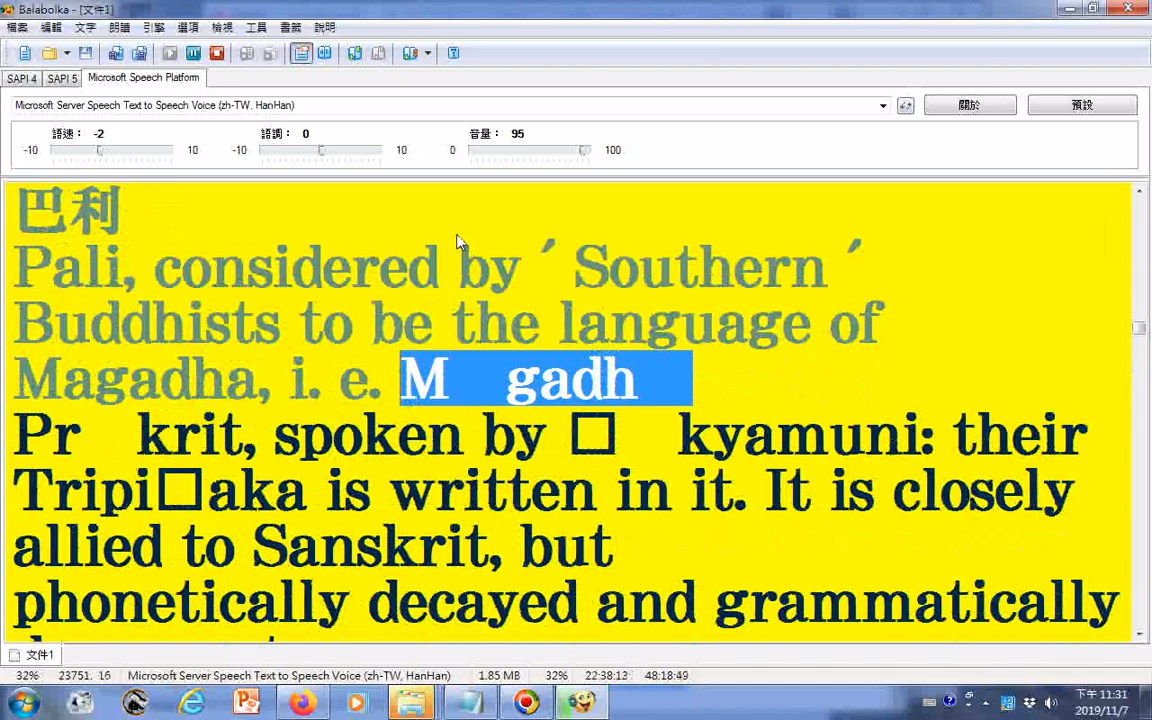 Balabolka - [文件1]
檔案 編輯 文字 朗讀 引擎 選項 檢視 工具 書籤 說明
SAPI 4 SAPI 5 Microsoft Speech Platform
Microsoft Server Speech Text to Speech Voice (zh-TW, HanHan) 關於 預設
語速： -2 語調： 0 音量： 95
-10 10 -10 10 0 100
巴利
Pali, considered by ˊ Southern ˊ
Buddhists to be the language of
Magadha, i. e. M gadh
Pr krit, spoken by □ kyamuni: their
Tripi□aka is written in it. It is closely
allied to Sanskrit, but
phonetically decayed and grammatically
文件1
32% 23751. 16 Microsoft Server Speech Text to Speech Voice (zh-TW, HanHan) 1.85 MB 32% 22:38:13 48:18:49
下午 11:31
2019/11/7